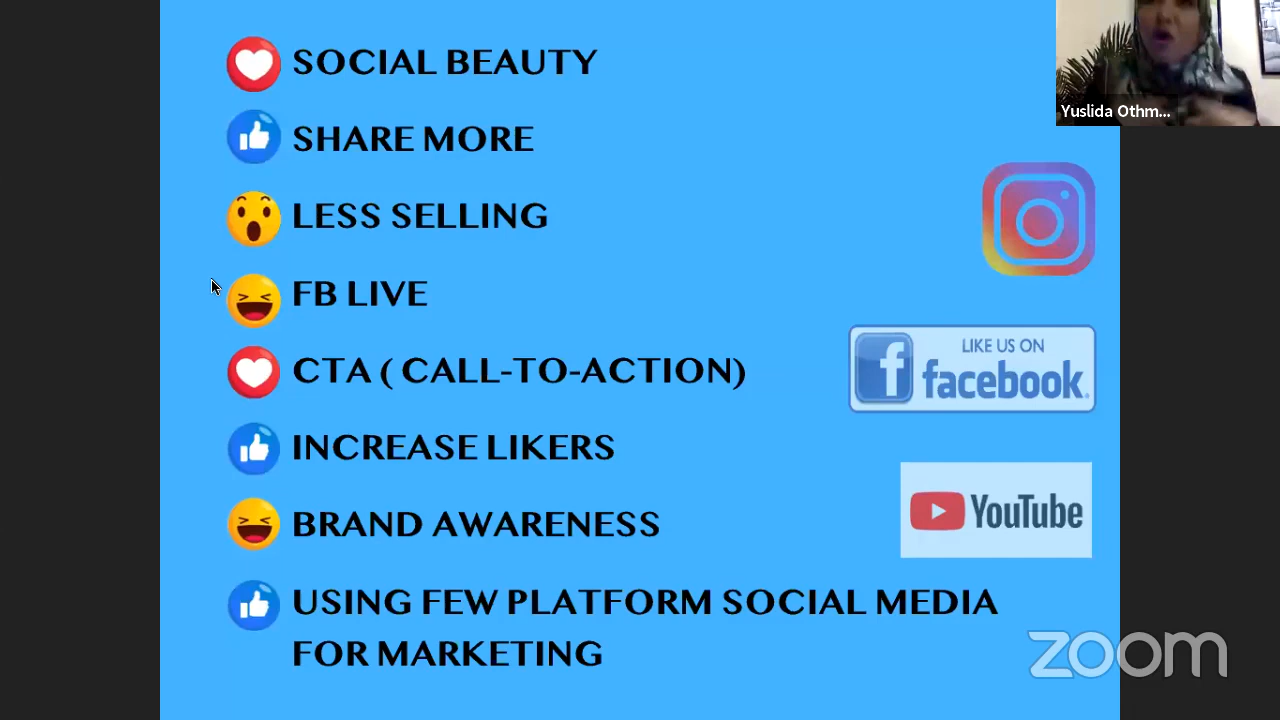 SOCIAL BEAUTY
Yuslida Othm...
SHARE MORE
LESS SELLING
FB LIVE
LIKE US ON
facebook.
CTA ( CALL-TO-ACTION)
INCREASE LIKERS
YouTube
BRAND AWARENESS
USING FEW PLATFORM SOCIAL MEDIA
FOR MARKETING
zoom